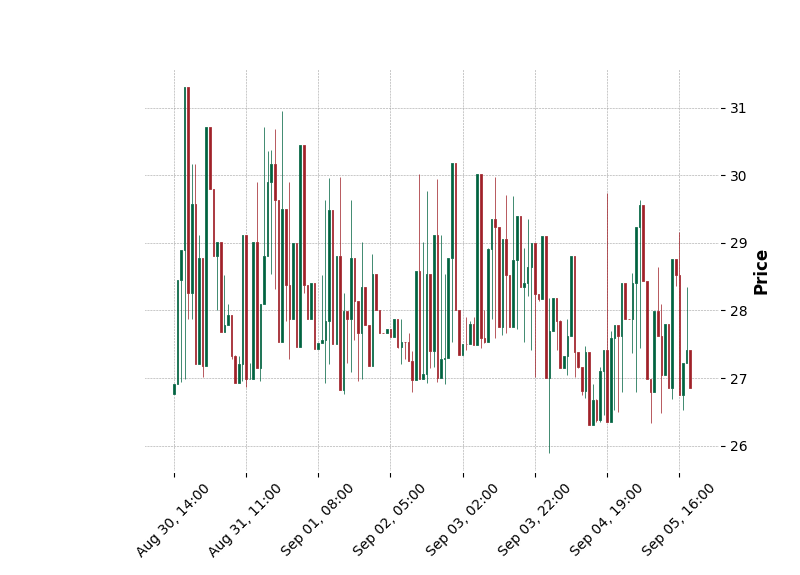 31
30
29
28
27
26
Price
Aug 30, 14:00
Aug 31, 11:00
Sep 01, 08:00
Sep 02, 05:00
Sep 03, 02:00
Sep 03, 22:00
Sep 04, 19:00
Sep 05, 16:00